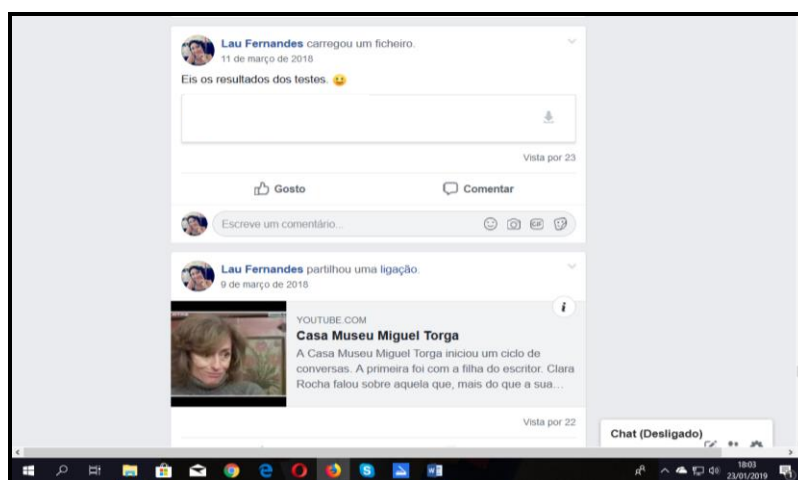 Lau Fernandes carregou um ficheiro.
11 de março de 2018
Eis os resultados dos testes.
Vista por 23
Gosto
Comentar
Escreve um comentário...
GIF
Lau Fernandes partilhou uma ligação.
9 de março de 2018
YOUTUBE.COM
Casa Museu Miguel Torga
A Casa Museu Miguel Torga iniciou um ciclo de
conversas. A primeira foi com a filha do escritor. Clara
Rocha falou sobre aquela que, mais do que a sua…
Vista por 22
Chat (Desligado)
18:03
23/01/2019